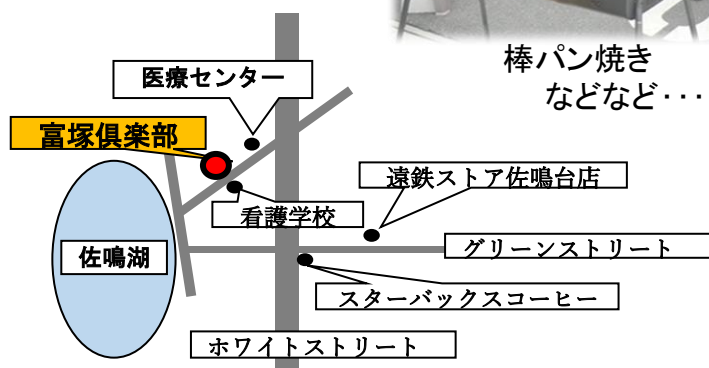 棒パン焼き
などなど・・・
医療センター
富塚倶楽部
遠鉄ストア佐鳴台店
看護学校
佐鳴湖
グリーンストリート
スターバックスコーヒー
ホワイトストリート